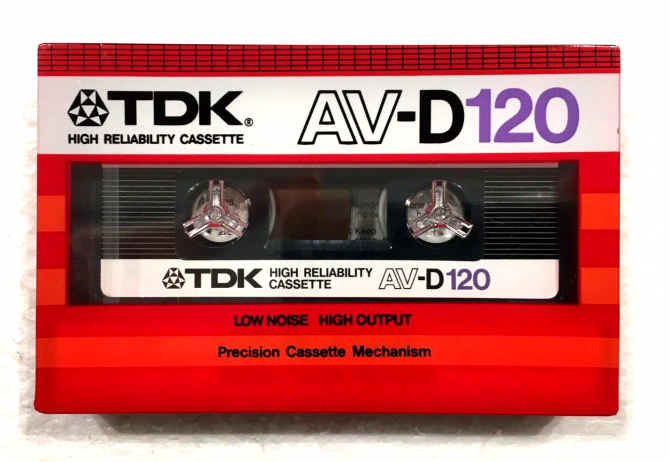 TDK® AV-D120
HIGH RELIABILITY CASSETTE
TDK HIGH RELIABILITY CASSETTE AV-D120
LOW NOISE HIGH OUTPUT
Precision Cassette Mechanism